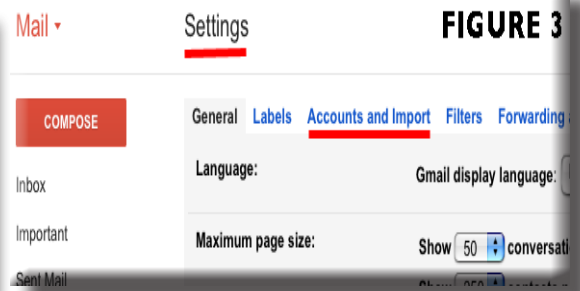 Mail Settings FIGURE 3
COMPOSE
General Labels Accounts and Import Filters Forwarding
Language: Gmail display language:
Inbox
Important
Maximum page size: Show 50
Sent Mail